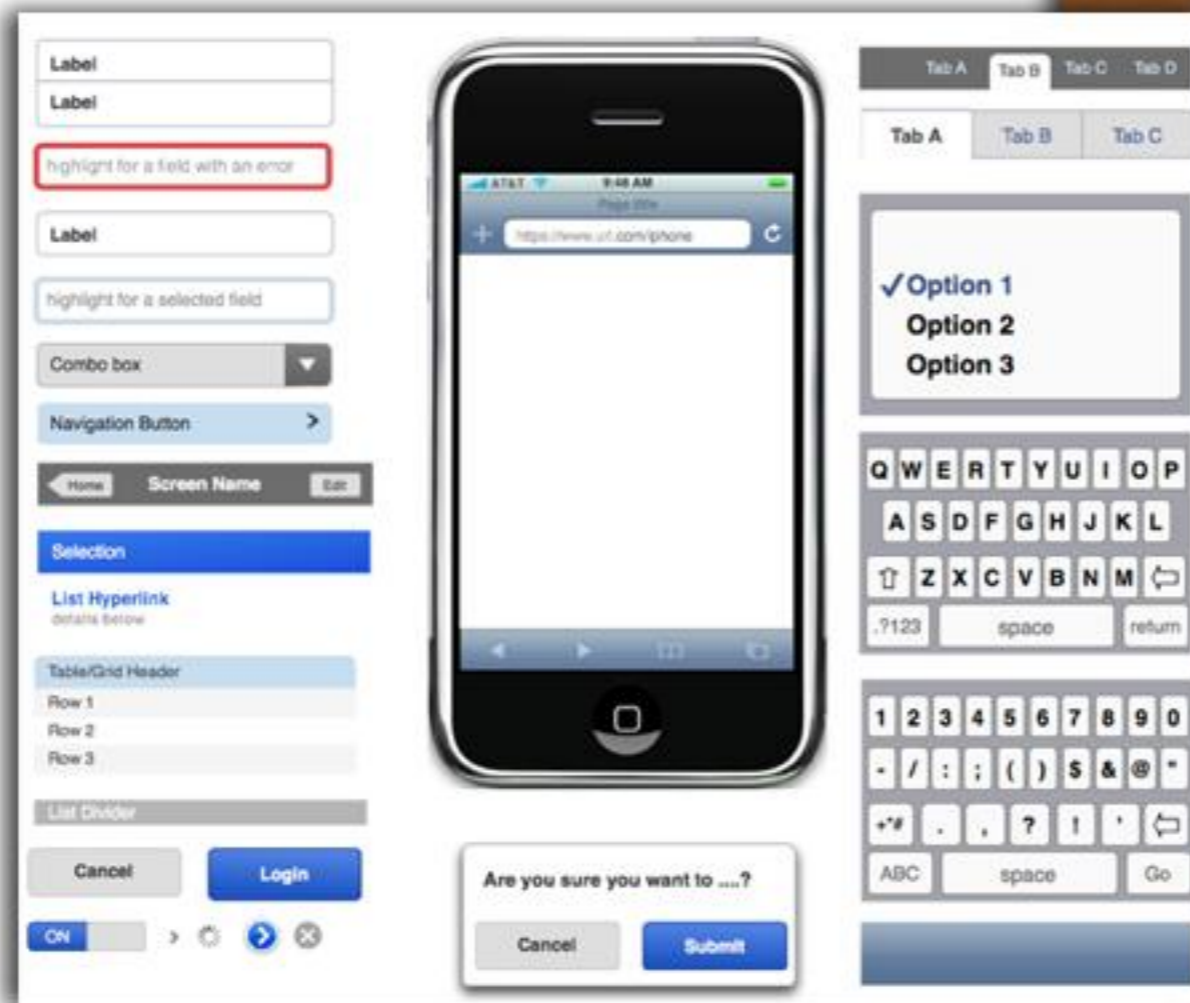 Label
Label
highlight for a field with an error
Label
highlight for a selected field
Combo box
Navigation Button
Home Screen Name Edit
Selection
List Hyperlink
details below
Table/Grid Header
Row 1
Row 2
Row 3
List Divider
Cancel Login
ON
AT&T 9:48 AM
Page title
https://www.url.com/iphone
Are you sure you want to ....?
Cancel Submit
Tab A Tab B Tab C Tab D
Tab A Tab B Tab C
✓Option 1
Option 2
Option 3
Q W E R T Y U I O P
A S D F G H J K L
Z X C V B N M
.?123 space return
1 2 3 4 5 6 7 8 9 0
- / : ; ( ) $ & @ "
+*# . , ? ! '
ABC space Go